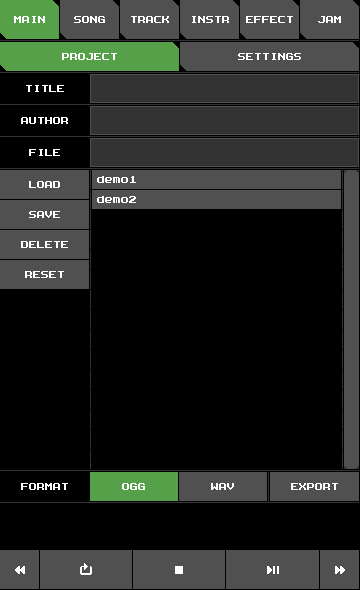 MAIN SONG TRACK INSTR EFFECT JAM
PROJECT SETTINGS
TITLE
AUTHOR
FILE
LOAD demo1
SAVE demo2
DELETE
RESET
FORMAT OGG WAV EXPORT